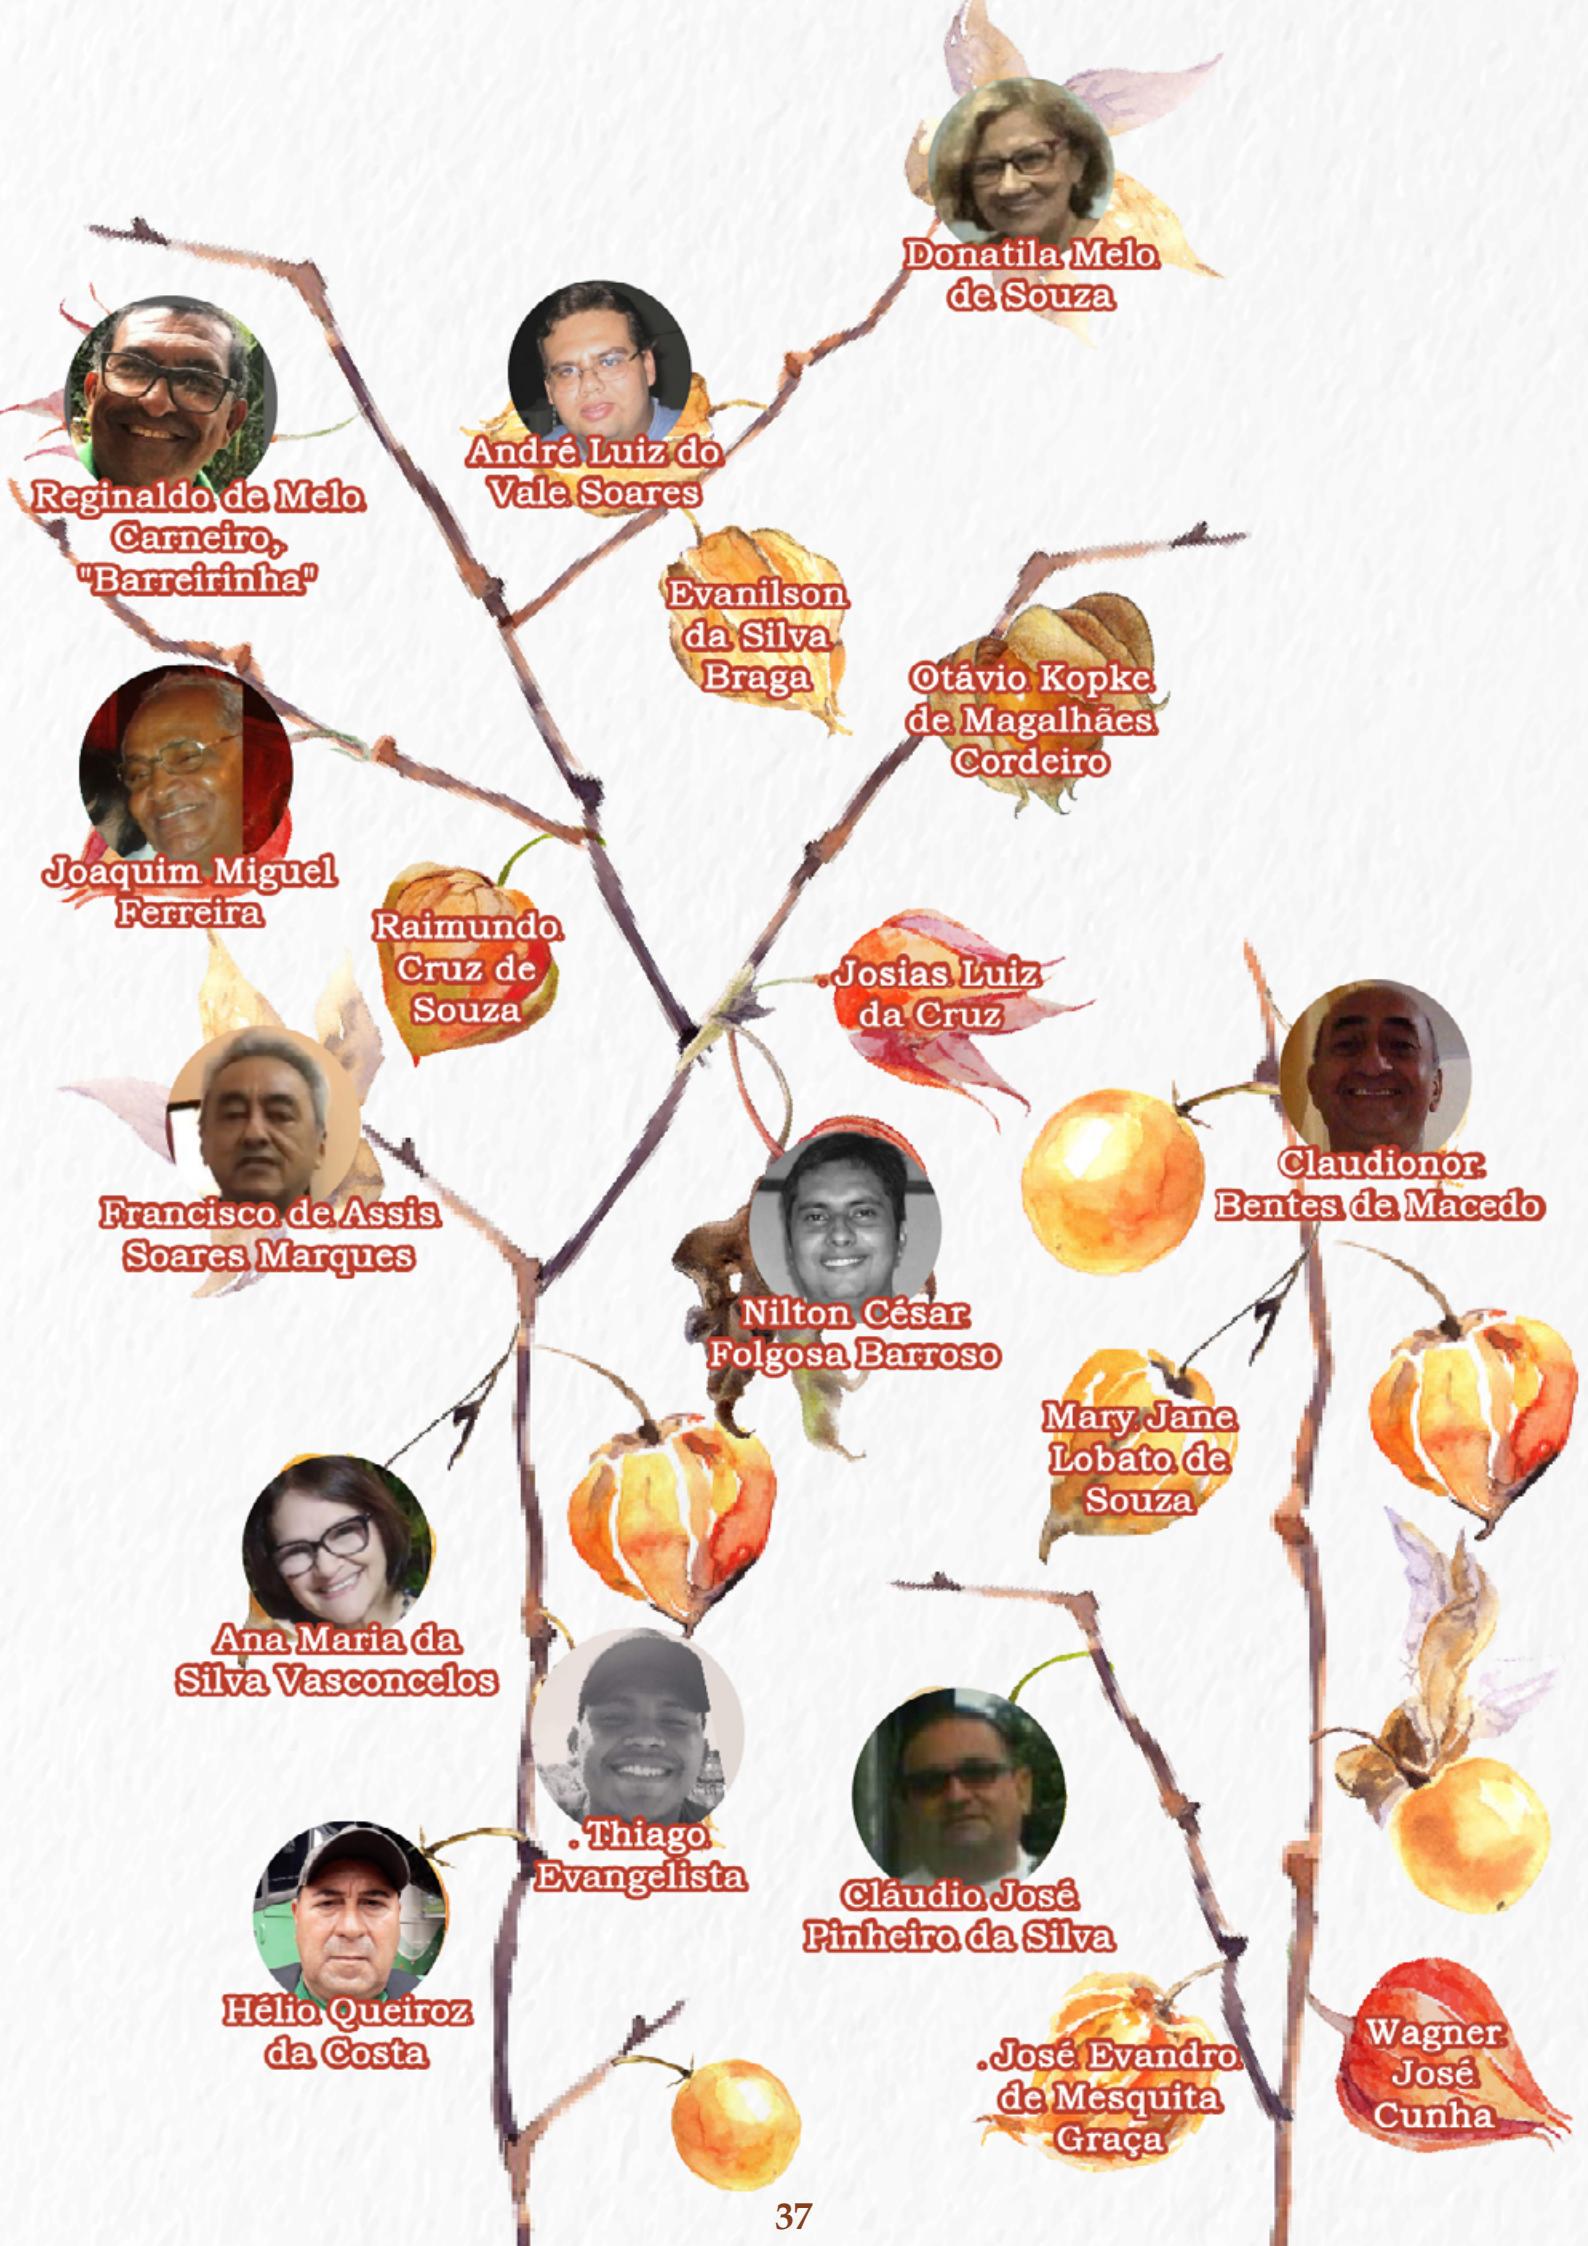 Donatila Melo
de Souza
André Luiz do
Vale Soares
Reginaldo de Melo
Carneiro,
"Barreirinha"
Evanilson
da Silva
Braga
Otávio Kopke
de Magalhães
Cordeiro
Joaquim Miguel
Ferreira
Raimundo
Cruz de
Souza
Josias Luiz
da Cruz
Claudionor
Bentes de Macedo
Francisco de Assis
Soares Marques
Nilton César
Folgosa Barroso
Mary Jane
Lobato de
Souza
Ana Maria da
Silva Vasconcelos
Thiago
Evangelista
Cláudio José
Pinheiro da Silva
Hélio Queiroz
da Costa
José Evandro
de Mesquita
Graça
Wagner
José
Cunha
37